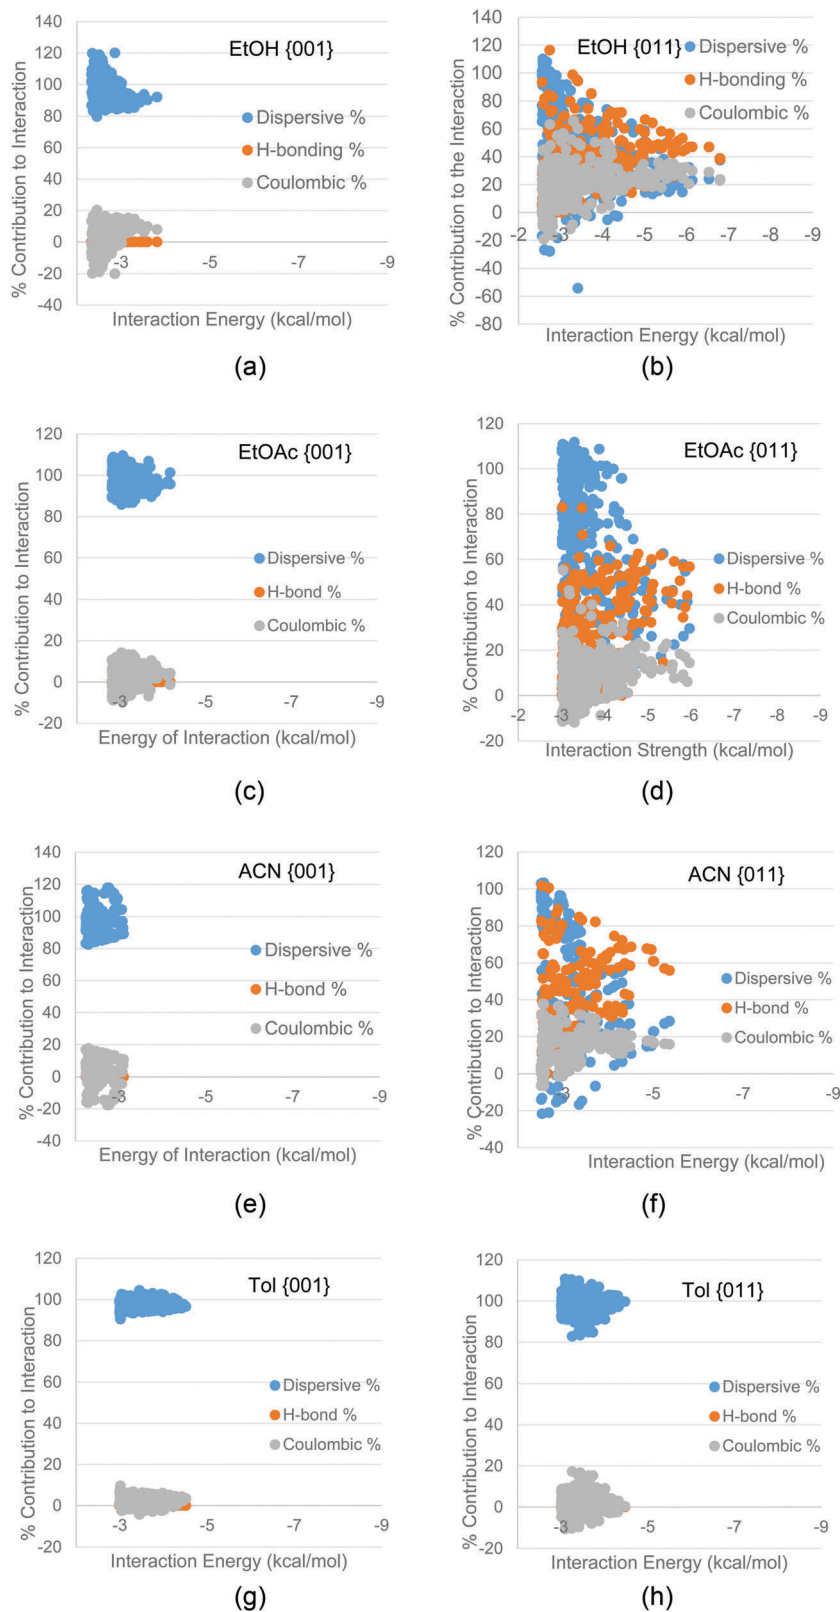 EtOH {001}
% Contribution to Interaction
140
120
100
80
60
40
20
0
-20
-40
-3
-5
-7
-9
Dispersive %
H-bonding %
Coulombic %
Interaction Energy (kcal/mol)
(a)
EtOH {011}
% Contribution to the Interaction
140
120
100
80
60
40
20
0
-20
-40
-60
-80
-2
-3
-4
-5
-6
-7
-8
-9
Dispersive %
H-bonding %
Coulombic %
Interaction Energy (kcal/mol)
(b)
EtOAc {001}
% Contribution to Interaction
120
100
80
60
40
20
0
-20
-3
-5
-7
-9
Dispersive %
H-bond %
Coulombic %
Energy of Interaction (kcal/mol)
(c)
EtOAc {011}
% Contribution to Interaction
120
100
80
60
40
20
0
-20
-2
-3
-4
-5
-6
-7
-8
-9
Dispersive %
H-bond %
Coulombic %
Interaction Strength (kcal/mol)
(d)
ACN {001}
% Contribution to Interaction
140
120
100
80
60
40
20
0
-20
-40
-3
-5
-7
-9
Dispersive %
H-bond %
Coulombic %
Energy of Interaction (kcal/mol)
(e)
ACN {011}
% Contribution to Interaction
120
100
80
60
40
20
0
-20
-40
-3
-5
-7
-9
Dispersive %
H-bond %
Coulombic %
Interaction Energy (kcal/mol)
(f)
Tol {001}
% Contribution to Interaction
120
100
80
60
40
20
0
-20
-3
-5
-7
-9
Dispersive %
H-bond %
Coulombic %
Interaction Energy (kcal/mol)
(g)
Tol {011}
% Contribution to Interaction
120
100
80
60
40
20
0
-20
-3
-5
-7
-9
Dispersive %
H-bond %
Coulombic %
Interaction Energy (kcal/mol)
(h)